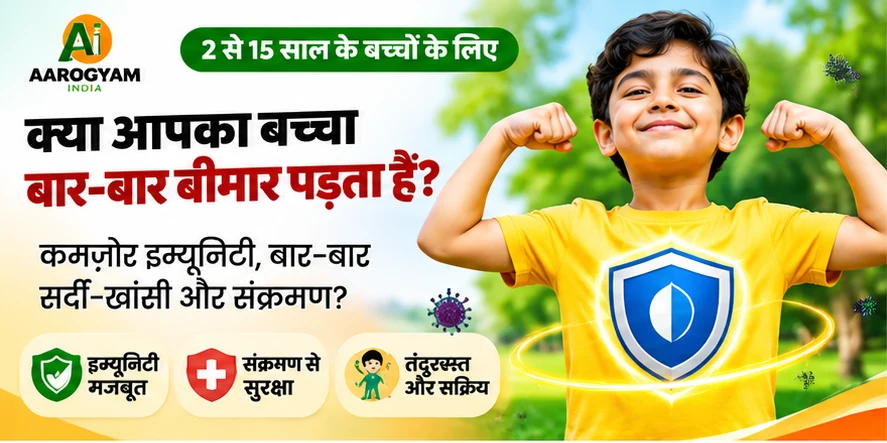 Ai
AAROGYAM
INDIA
2 से 15 साल के बच्चों के लिए
क्या आपका बच्चा
बार-बार बीमार पड़ता हैं?
कमज़ोर इम्यूनिटी, बार-बार
सर्दी-खांसी और संक्रमण?
इम्यूनिटी
मजबूत
संक्रमण से
सुरक्षा
तंदुरस्त
और सक्रिय